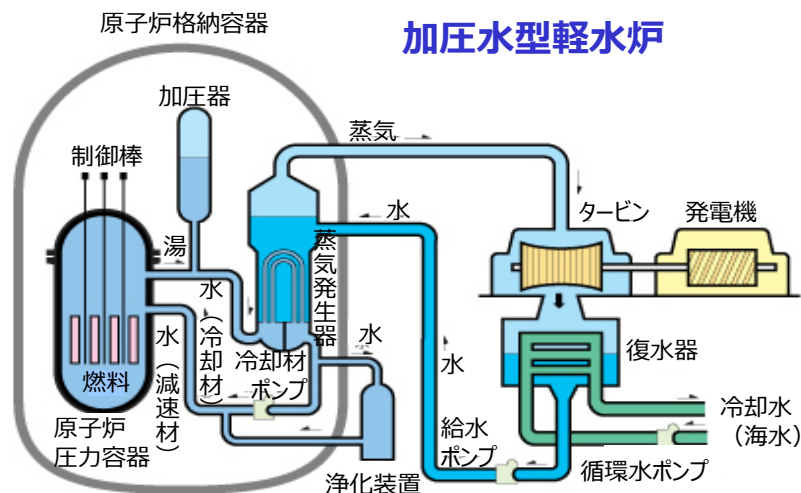 原子炉格納容器
加圧水型軽水炉
加圧器
蒸気
制御棒
水
タービン
発電機
湯
水
（冷却材）
蒸気発生器
水
水
（減速材）
冷却材
ポンプ
水
復水器
燃料
冷却水
（海水）
原子炉
圧力容器
給水
ポンプ
循環水ポンプ
浄化装置